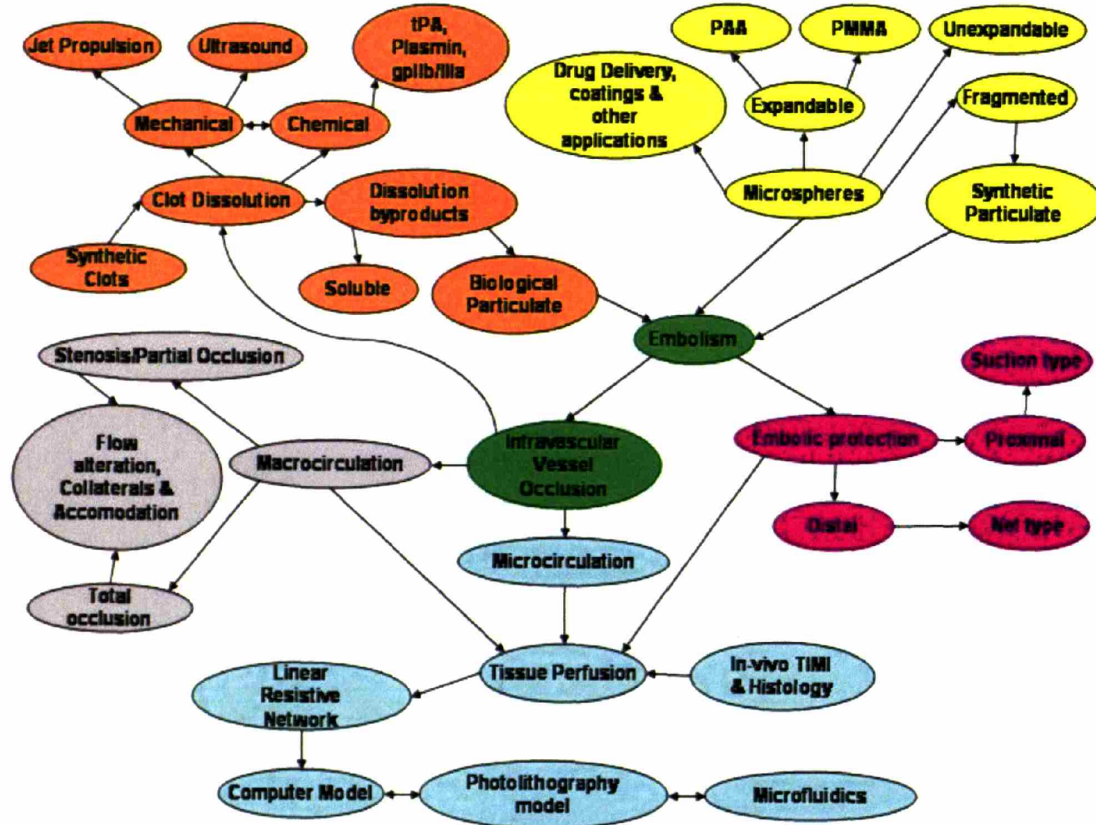 Jet Propulsion
Ultrasound
tPA,
Plasmin,
gpIIb/IIIa
Mechanical
Chemical
Clot Dissolution
Dissolution
byproducts
Synthetic
Clots
Soluble
Biological
Particulate
PAA
PMMA
Unexpandable
Drug Delivery,
coatings &
other
applications
Expandable
Fragmented
Microspheres
Synthetic
Particulate
Embolism
Stenosis/Partial Occlusion
Flow
alteration,
Collaterals &
Accomodation
Macrocirculation
Total
occlusion
Intravascular
Vessel
Occlusion
Suction type
Embolic protection
Proximal
Distal
Net type
Microcirculation
Tissue Perfusion
In-vivo TIMI
& Histology
Linear
Resistive
Network
Computer Model
Photolithography
model
Microfluidics